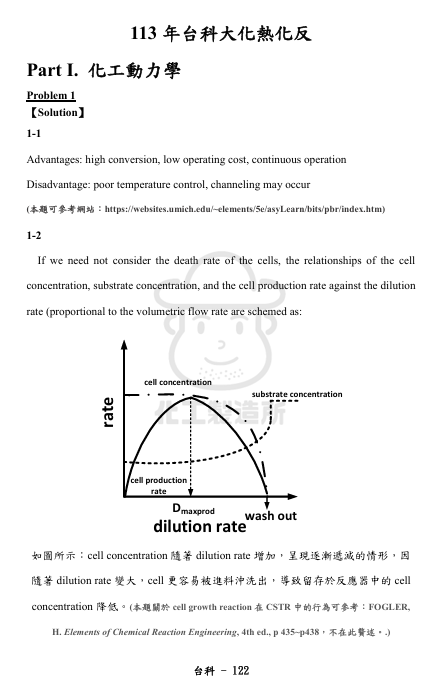 113 年台科大化熱化反
Part I. 化工動力學
Problem 1
【Solution】
1-1
Advantages: high conversion, low operating cost, continuous operation
Disadvantage: poor temperature control, channeling may occur
(本題可參考網站：https://websites.umich.edu/~elements/5e/asyLearn/bits/pbr/index.htm)
1-2
If we need not consider the death rate of the cells, the relationships of the cell
concentration, substrate concentration, and the cell production rate against the dilution
rate (proportional to the volumetric flow rate are schemed as:
化工製造所
cell concentration
substrate concentration
rate
cell production
rate
Dmaxprod
wash out
dilution rate
如圖所示：cell concentration 隨著 dilution rate 增加，呈現逐漸遞減的情形，因
隨著 dilution rate 變大，cell 更容易被進料沖洗出，導致留存於反應器中的 cell
concentration 降低。(本題關於 cell growth reaction 在 CSTR 中的行為可參考：FOGLER,
H. Elements of Chemical Reaction Engineering, 4th ed., p 435~p438，不在此贅述。.)
台科 - 122